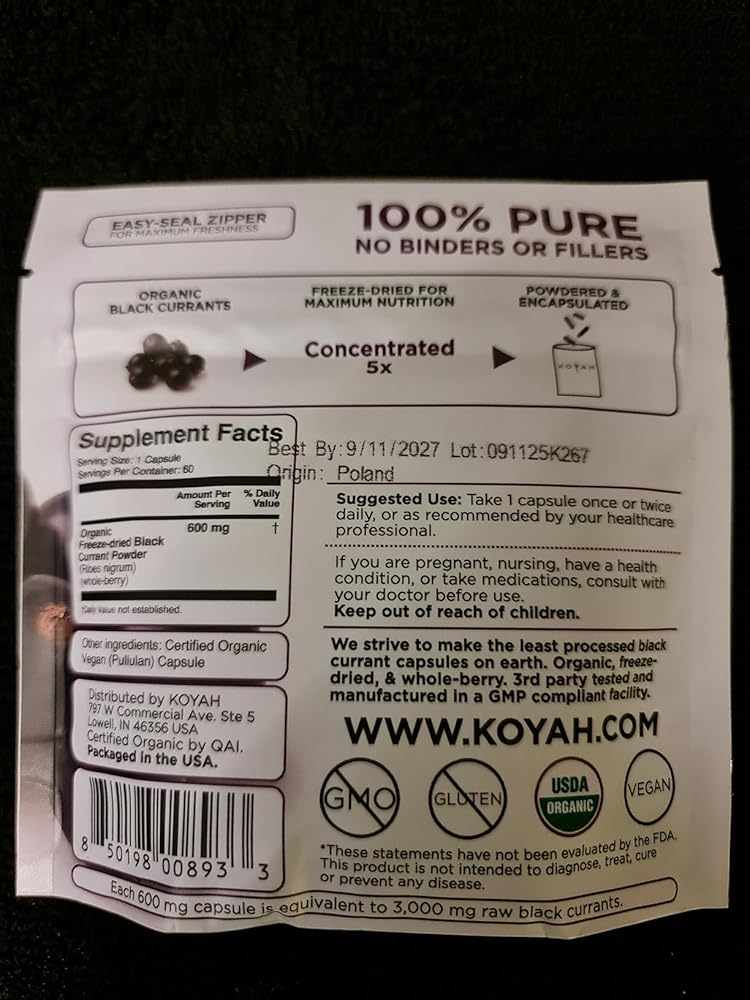 EASY-SEAL ZIPPER
FOR MAXIMUM FRESHNESS
100% PURE
NO BINDERS OR FILLERS
ORGANIC
BLACK CURRANTS
FREEZE-DRIED FOR
MAXIMUM NUTRITION
Concentrated
5x
POWDERED &
ENCAPSULATED
KOYAH
Supplement Facts
Serving Size: 1 Capsule
Servings Per Container: 60
Amount Per
Serving
% Daily
Value
Organic
Freeze-dried Black
Currant Powder
(Ribes nigrum)
(whole-berry)
600 mg
†
†Daily Value not established.
Other ingredients: Certified Organic
Vegan (Pullulan) Capsule
Distributed by KOYAH
797 W Commercial Ave. Ste 5
Lowell, IN 46356 USA
Certified Organic by QAI.
Packaged in the USA.
8 50198 00893 3
Best By:9/11/2027 Lot:091125K267
Origin: Poland
Suggested Use: Take 1 capsule once or twice
daily, or as recommended by your healthcare
professional.
If you are pregnant, nursing, have a health
condition, or take medications, consult with
your doctor before use.
Keep out of reach of children.
We strive to make the least processed black
currant capsules on earth. Organic, freeze-
dried, & whole-berry. 3rd party tested and
manufactured in a GMP compliant facility.
WWW.KOYAH.COM
GMO
GLUTEN
USDA
ORGANIC
VEGAN
*These statements have not been evaluated by the FDA.
This product is not intended to diagnose, treat, cure
or prevent any disease.
Each 600 mg capsule is equivalent to 3,000 mg raw black currants.